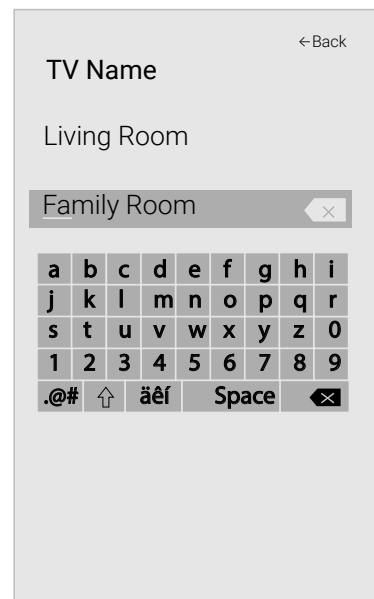 ←Back
TV Name
Living Room
Family Room
a b c d e f g h i
j k l m n o p q r
s t u v w x y z 0
1 2 3 4 5 6 7 8 9
.@# äêí Space